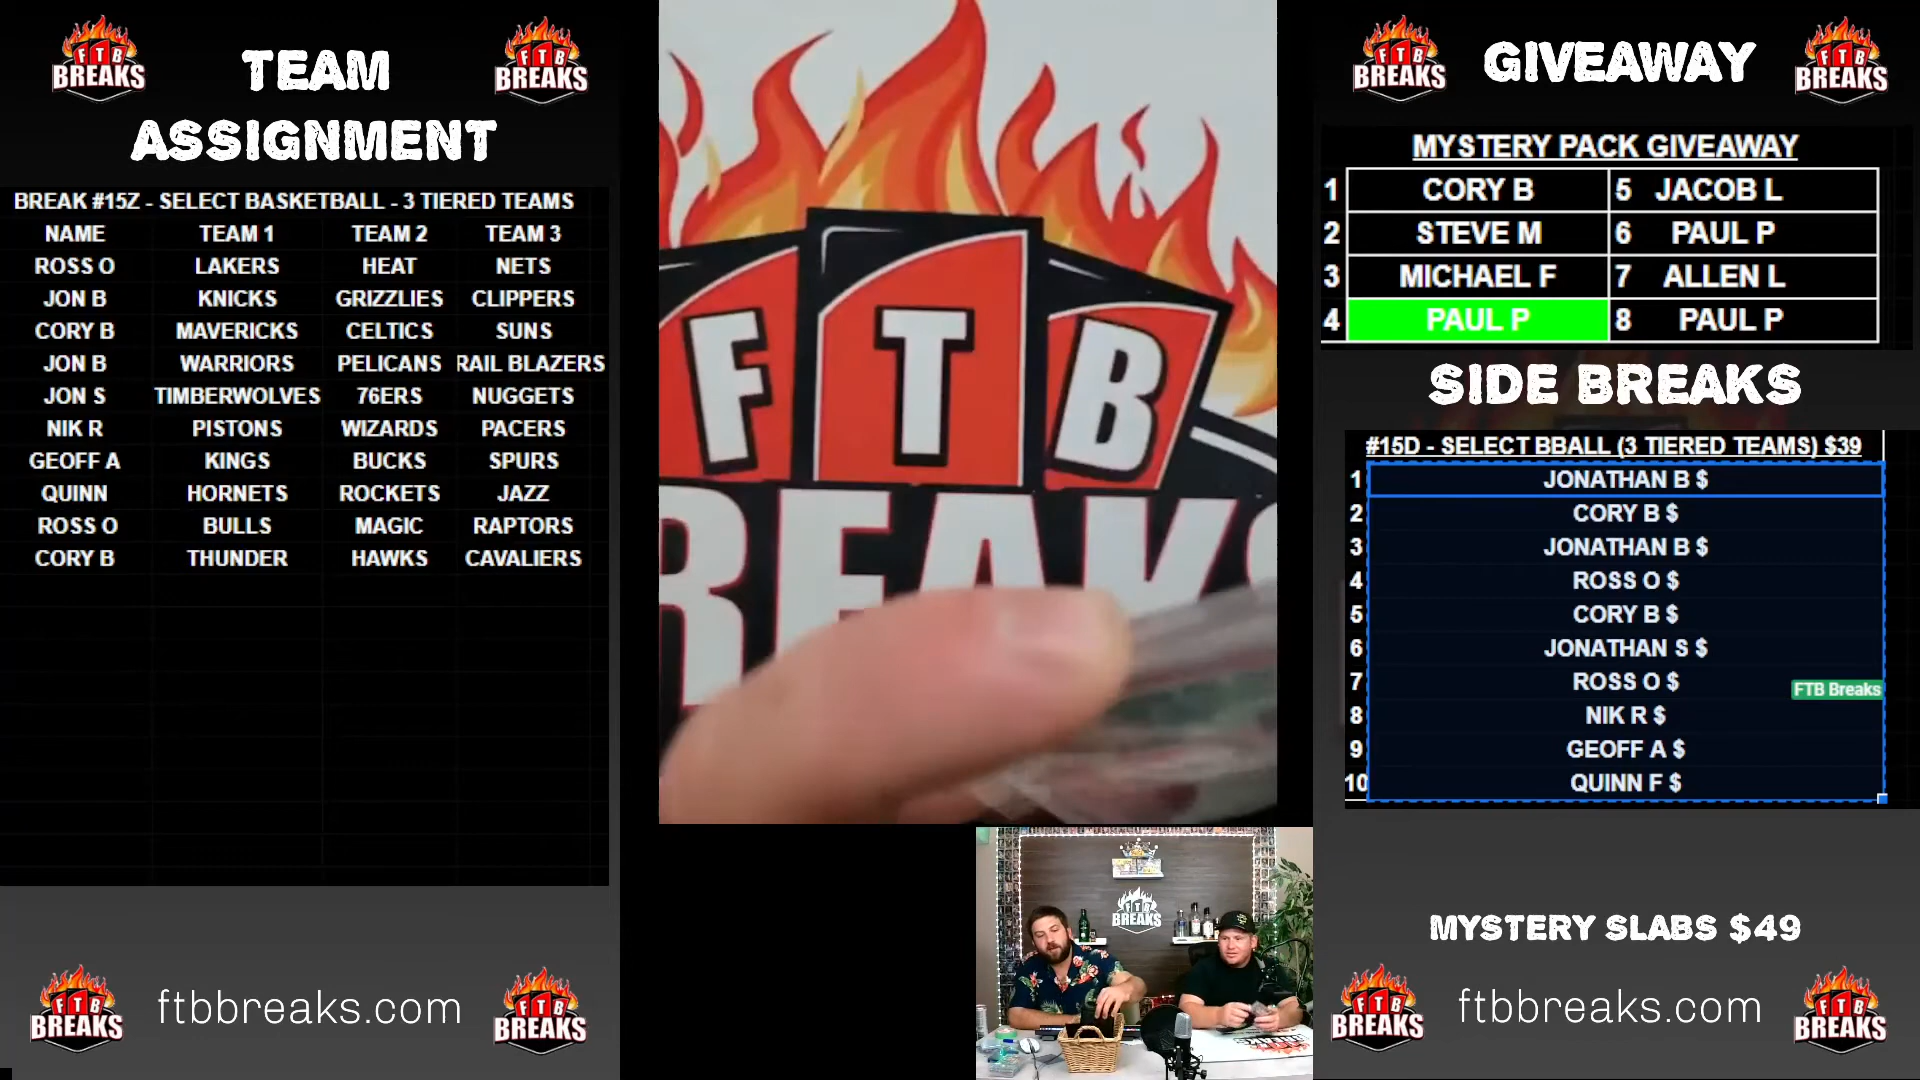 FTB
BREAKS
TEAM
FTB
BREAKS
ASSIGNMENT
BREAK #15Z - SELECT BASKETBALL - 3 TIERED TEAMS
NAME TEAM 1 TEAM 2 TEAM 3
ROSS O LAKERS HEAT NETS
JON B KNICKS GRIZZLIES CLIPPERS
CORY B MAVERICKS CELTICS SUNS
JON B WARRIORS PELICANS RAIL BLAZERS
JON S TIMBERWOLVES 76ERS NUGGETS
NIK R PISTONS WIZARDS PACERS
GEOFF A KINGS BUCKS SPURS
QUINN HORNETS ROCKETS JAZZ
ROSS O BULLS MAGIC RAPTORS
CORY B THUNDER HAWKS CAVALIERS
FTB
BREAKS
ftbbreaks.com
FTB
BREAKS
FTB
REAK
FTB
BREAKS
FTB
BREAKS
GIVEAWAY
FTB
BREAKS
MYSTERY PACK GIVEAWAY
1 CORY B 5 JACOB L
2 STEVE M 6 PAUL P
3 MICHAEL F 7 ALLEN L
4 PAUL P 8 PAUL P
SIDE BREAKS
#15D - SELECT BBALL (3 TIERED TEAMS) $39
1 JONATHAN B $
2 CORY B $
3 JONATHAN B $
4 ROSS O $
5 CORY B $
6 JONATHAN S $
7 ROSS O $
FTB Breaks
8 NIK R $
9 GEOFF A $
10 QUINN F $
MYSTERY SLABS $49
FTB
BREAKS
ftbbreaks.com
FTB
BREAKS